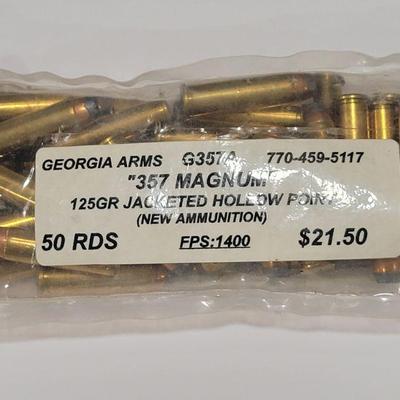 GEORGIA ARMS G357A 770-459-5117
"357 MAGNUM"
125GR JACKETED HOLLOW POINT
(NEW AMMUNITION)
50 RDS FPS:1400 $21.50